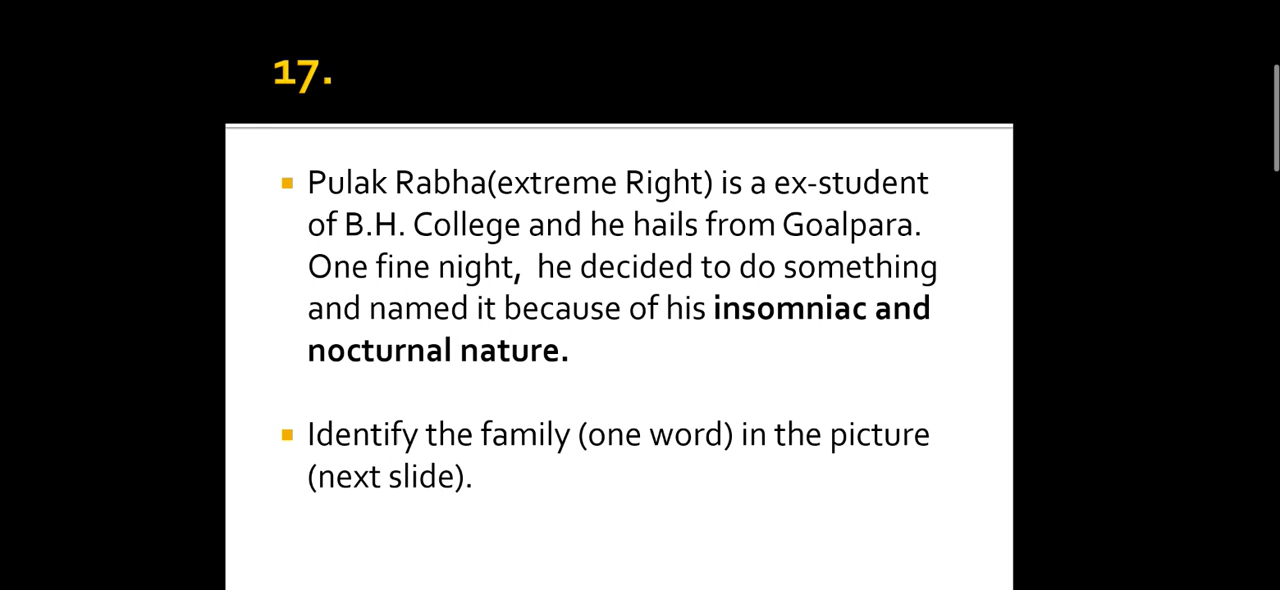 17.
Pulak Rabha(extreme Right) is a ex-student
of B.H. College and he hails from Goalpara.
One fine night,  he decided to do something
and named it because of his insomniac and
nocturnal nature.
Identify the family (one word) in the picture
(next slide).